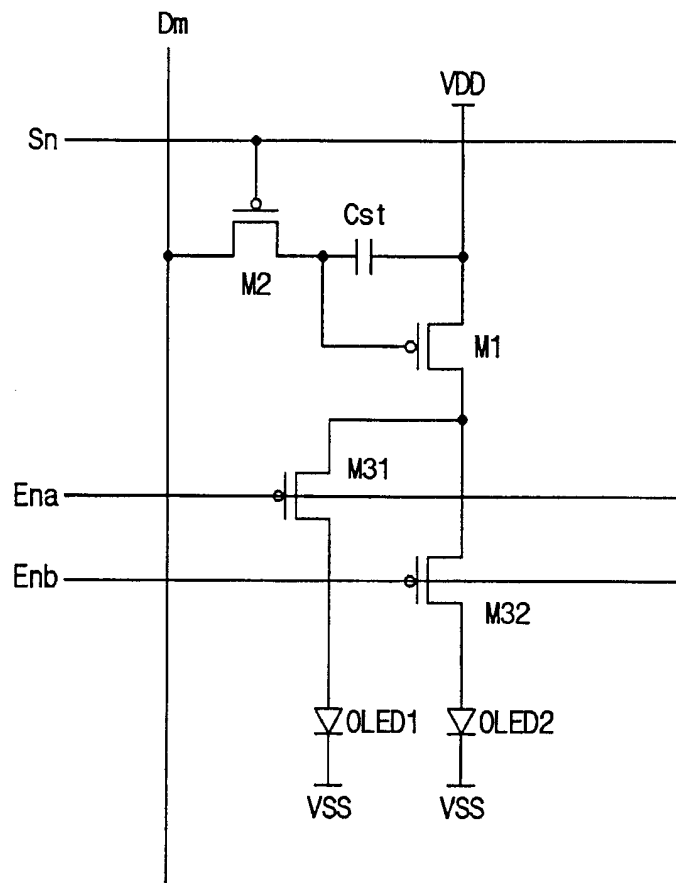 Dm
VDD
Sn
Cst
M2
M1
M31
Ena
Enb
M32
OLED1
OLED2
VSS
VSS